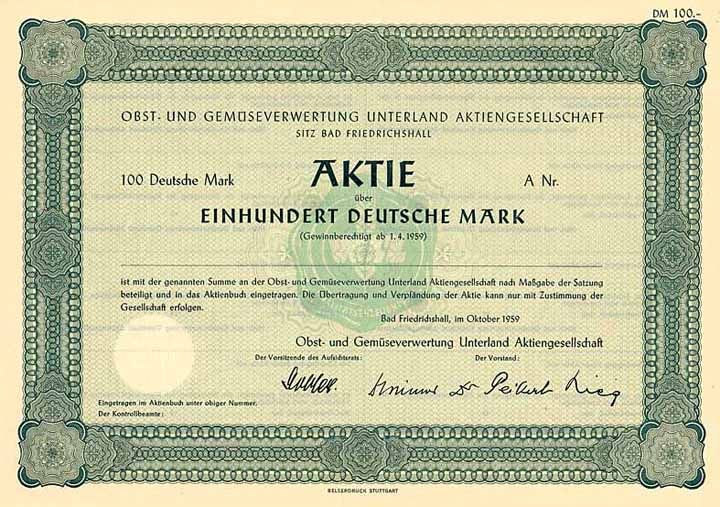 DM 100.-
OBST- UND GEMÜSEVERWERTUNG UNTERLAND AKTIENGESELLSCHAFT
SITZ BAD FRIEDRICHSHALL
100 Deutsche Mark AKTIE A Nr.
über
EINHUNDERT DEUTSCHE MARK
(Gewinnberechtigt ab 1.4.1959)
ist mit der genannten Summe an der Obst- und Gemüseverwertung Unterland Aktiengesellschaft nach Maßgabe der Satzung
beteiligt und in das Aktienbuch eingetragen. Die Übertragung und Verpfändung der Aktie kann nur mit Zustimmung der
Gesellschaft erfolgen.
Bad Friedrichshall, im Oktober 1959
Obst- und Gemüseverwertung Unterland Aktiengesellschaft
Der Vorsitzende des Aufsichtsrats: Der Vorstand:
Dr Peikert
Eingetragen im Aktienbuch unter obiger Nummer.
Der Kontrollbeamte:
BELSERDRUCK STUTTGART